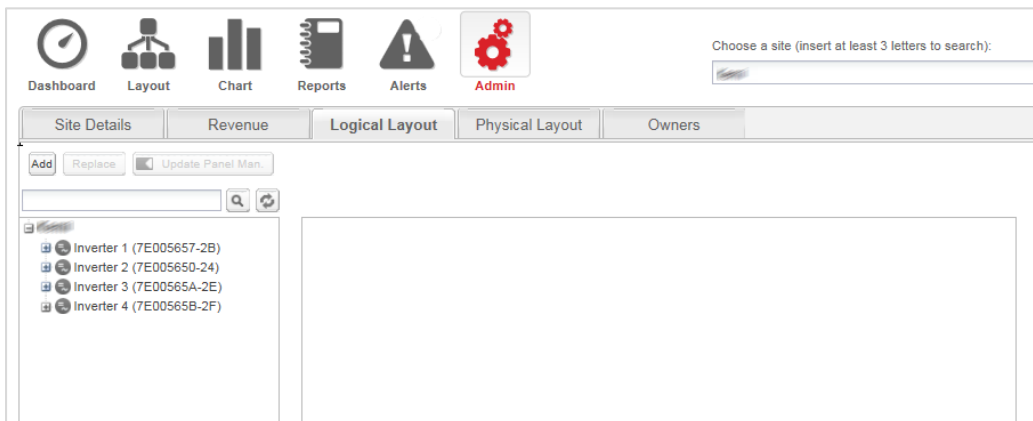 Choose a site (insert at least 3 letters to search):
Dashboard Layout Chart Reports Alerts Admin
Site Details Revenue Logical Layout Physical Layout Owners
Add Replace Update Panel Man.
Inverter 1 (7E005657-2B)
Inverter 2 (7E005650-24)
Inverter 3 (7E00565A-2E)
Inverter 4 (7E00565B-2F)